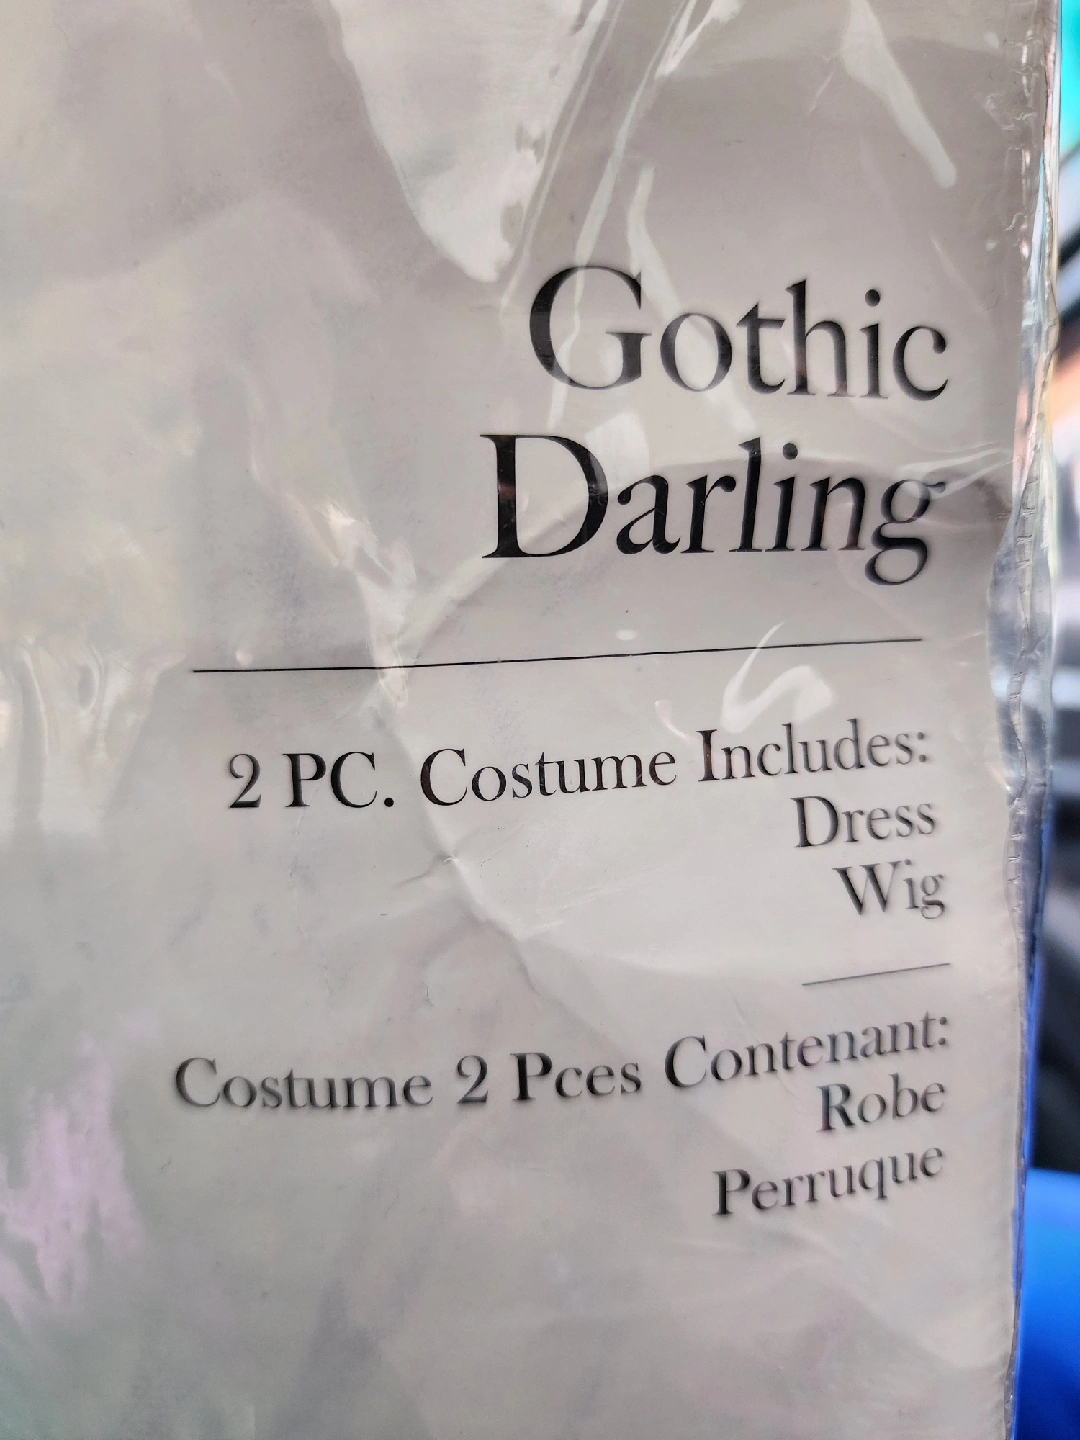 Gothic
Darling
2 PC. Costume Includes:
Dress
Wig
Costume 2 Pces Contenant:
Robe
Perruque